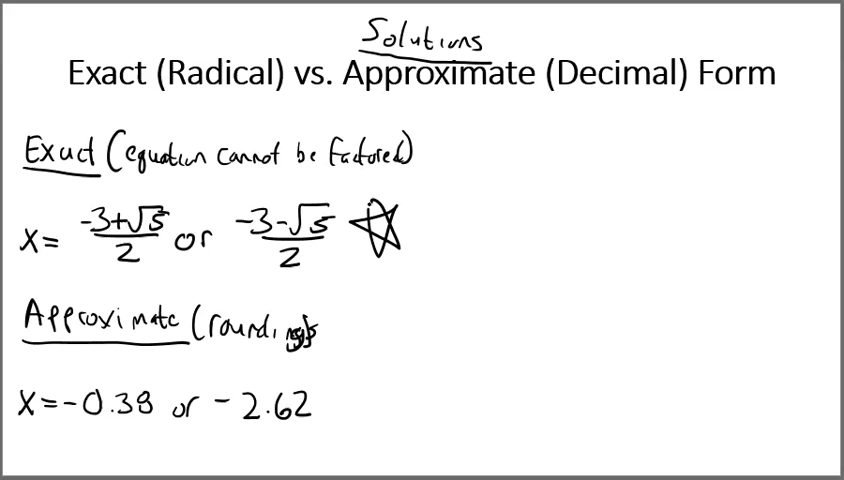 Solutions
Exact (Radical) vs. Approximate (Decimal) Form
Exact (equation cannot be factored)
x = -3+√5/2 or -3-√5/2
Approximate (rounding)
x = -0.38 or -2.62